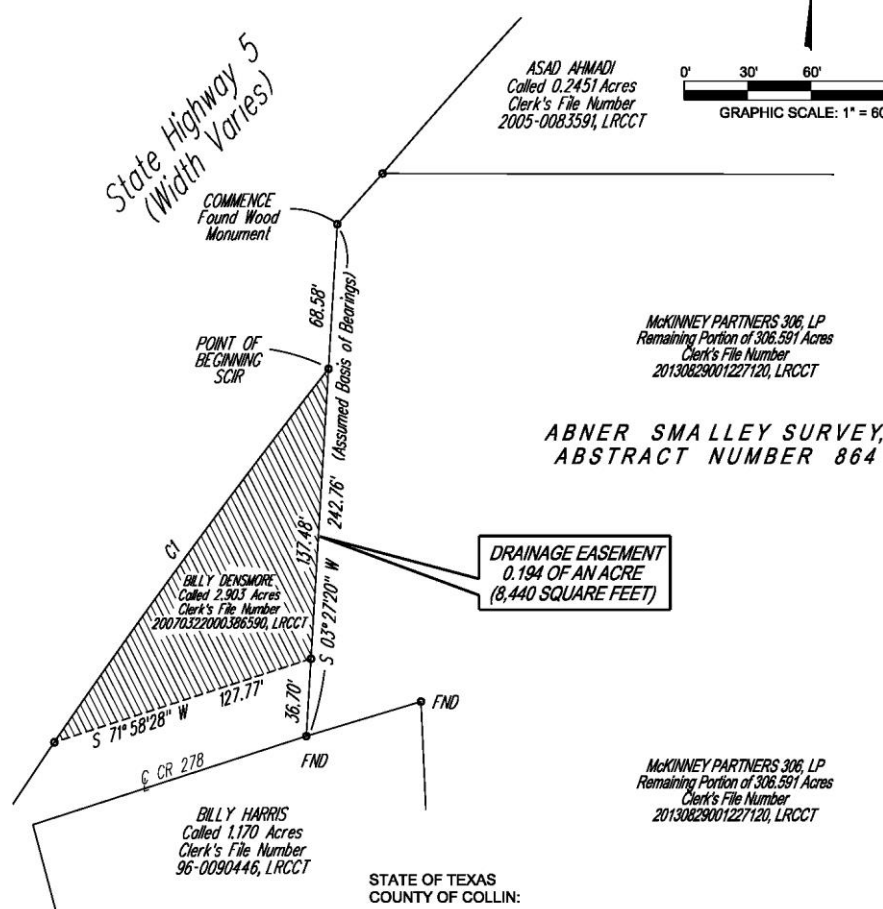 State Highway 5
(Width Varies)
ASAD AHMADI
Called 0.2451 Acres
Clerk's File Number
2005-0083591, LRCCT
0' 30' 60'
GRAPHIC SCALE: 1" = 60
COMMENCE
Found Wood
Monument
68.58'
(Assumed Basis of Bearings)
POINT OF
BEGINNING
SCIR
McKINNEY PARTNERS 306, LP
Remaining Portion of 306.591 Acres
Clerk's File Number
20130829001227120, LRCCT
ABNER SMALLEY SURVEY,
ABSTRACT NUMBER 864
242.76'
137.48'
C1
DRAINAGE EASEMENT
0.194 OF AN ACRE
(8,440 SQUARE FEET)
BILLY DENSMORE
Called 2.903 Acres
Clerk's File Number
20070322000386590, LRCCT
S 03°27'20" W
S 71°58'28" W 127.77'
36.70'
FND
FND
℄ CR 278
McKINNEY PARTNERS 306, LP
Remaining Portion of 306.591 Acres
Clerk's File Number
20130829001227120, LRCCT
BILLY HARRIS
Called 1.170 Acres
Clerk's File Number
96-0090446, LRCCT
STATE OF TEXAS
COUNTY OF COLLIN: